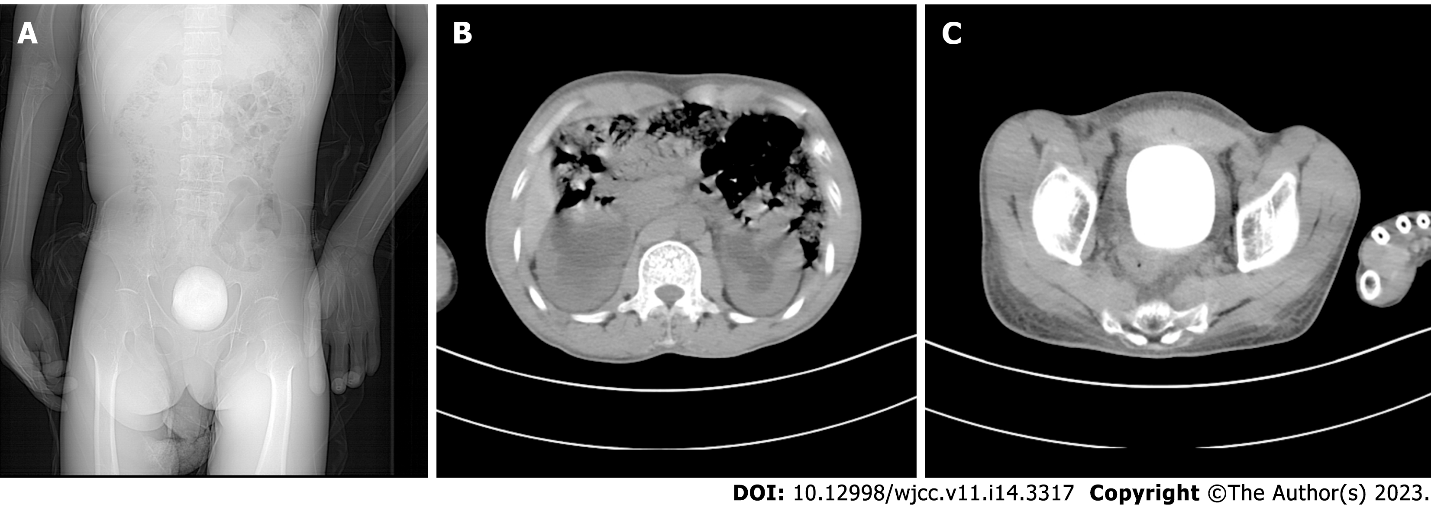 A
B
C
DOI: 10.12998/wjcc.v11.i14.3317 Copyright ©The Author(s) 2023.